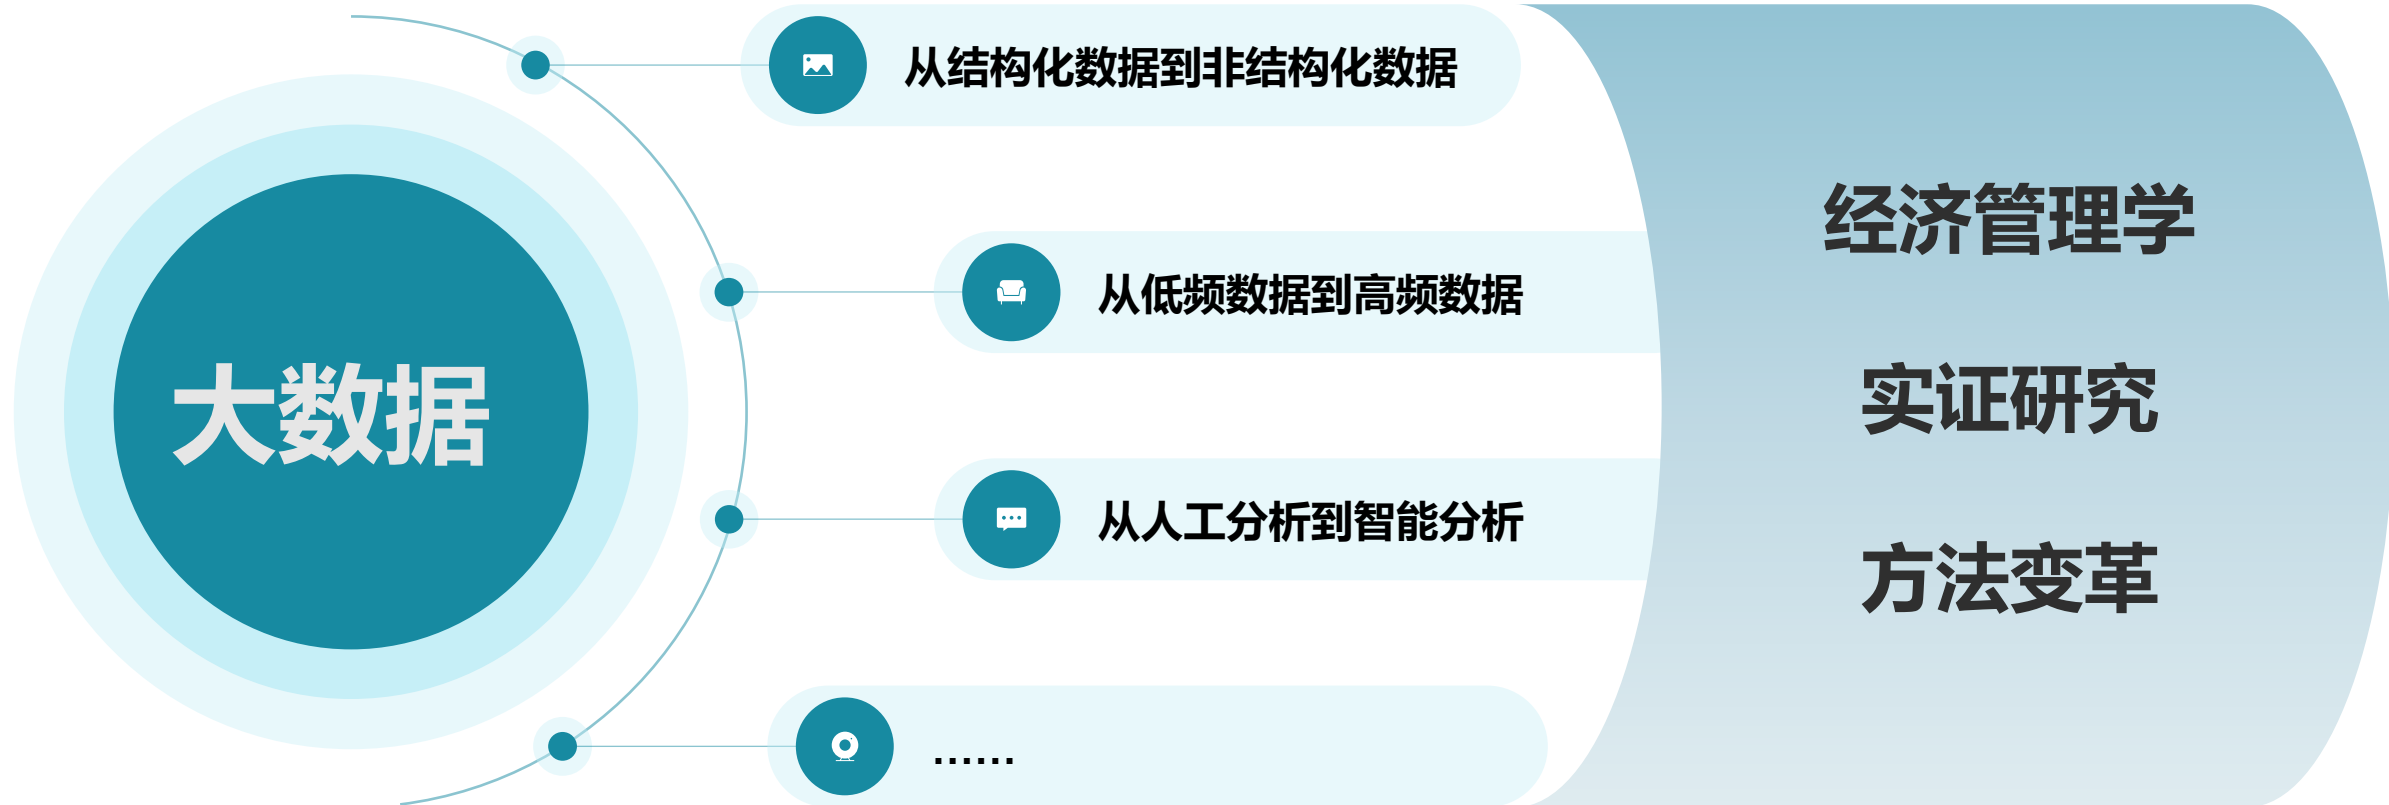 大数据
从结构化数据到非结构化数据
从低频数据到高频数据
从人工分析到智能分析
……
经济管理学
实证研究
方法变革